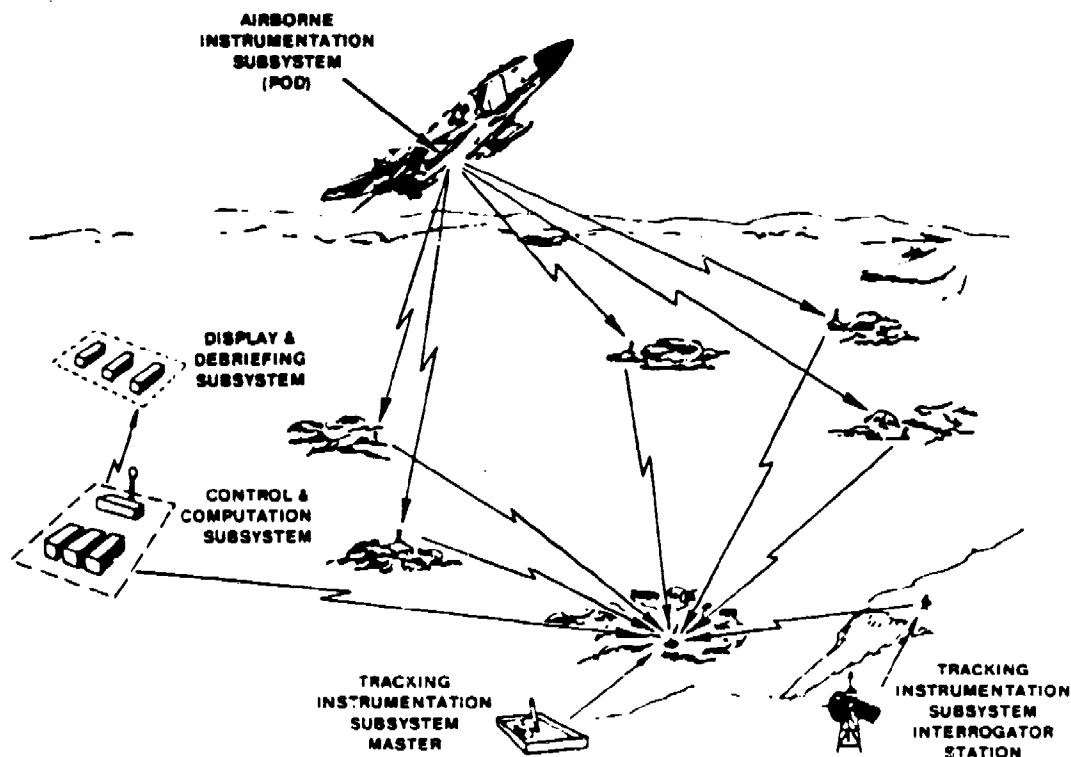 AIRBORNE
INSTRUMENTATION
SUBSYSTEM
(POD)
DISPLAY &
DEBRIEFING
SUBSYSTEM
CONTROL &
COMPUTATION
SUBSYSTEM
TRACKING
INSTRUMENTATION
SUBSYSTEM
MASTER
TRACKING
INSTRUMENTATION
SUBSYSTEM
INTERROGATOR
STATION